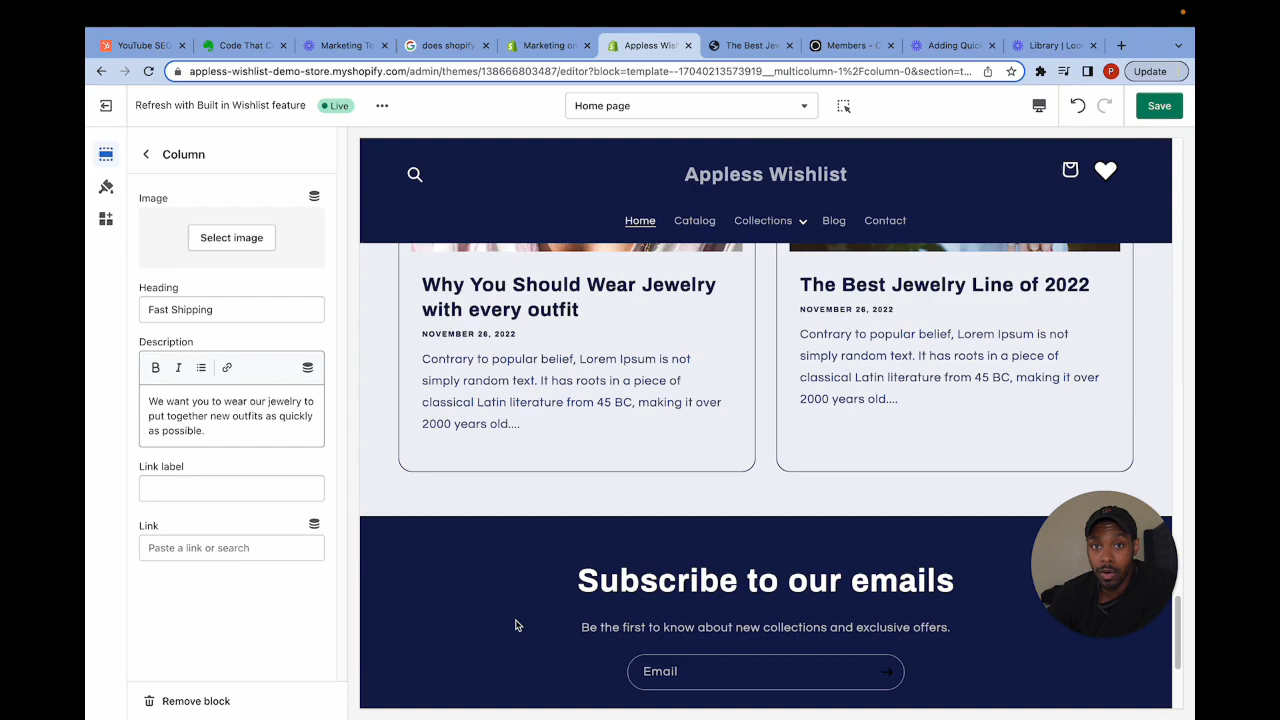 YouTube SEO
Code That C
Marketing To
does shopify
Marketing on
Appless Wis
The Best Jew
Members - C
Adding Quic
Library | Loo
appless-wishlist-demo-store.myshopify.com/admin/themes/138666803487/editor?block=template--17040213573919__multicolumn-1%2Fcolumn-0&section=t...
P
Update
Refresh with Built in Wishlist feature
Live
Home page
Save
Column
Image
Select image
Heading
Fast Shipping
Description
B I
We want you to wear our jewelry to
put together new outfits as quickly
as possible.
Link label
Link
Paste a link or search
Remove block
Appless Wishlist
Home
Catalog
Collections
Blog
Contact
Why You Should Wear Jewelry
with every outfit
NOVEMBER 26, 2022
Contrary to popular belief, Lorem Ipsum is not
simply random text. It has roots in a piece of
classical Latin literature from 45 BC, making it over
2000 years old....
The Best Jewelry Line of 2022
NOVEMBER 26, 2022
Contrary to popular belief, Lorem Ipsum is not
simply random text. It has roots in a piece of
classical Latin literature from 45 BC, making it over
2000 years old....
Subscribe to our emails
Be the first to know about new collections and exclusive offers.
Email